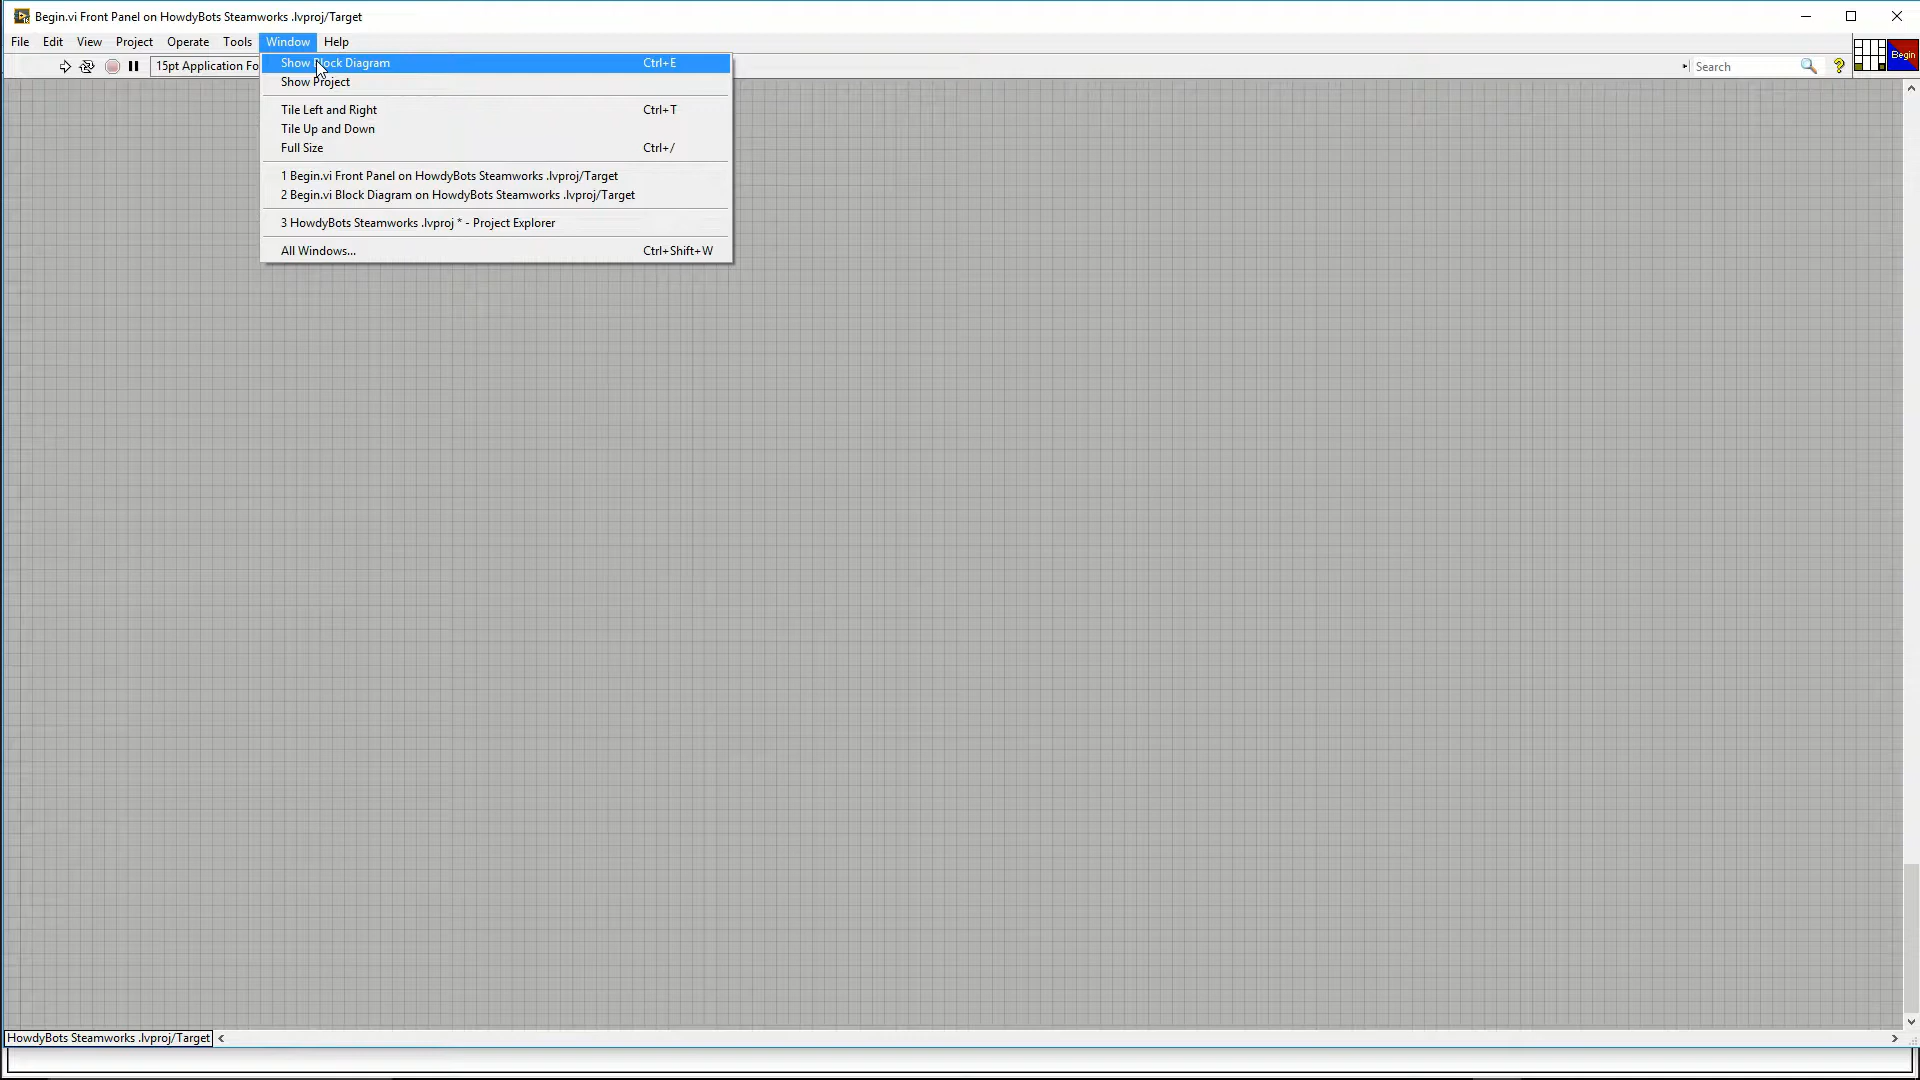 Begin.vi Front Panel on HowdyBots Steamworks .lvproj/Target
File Edit View Project Operate Tools Window Help
15pt Application Fo
Search
?
Begin
Show Block Diagram Ctrl+E
Show Project
Tile Left and Right Ctrl+T
Tile Up and Down
Full Size Ctrl+/
1 Begin.vi Front Panel on HowdyBots Steamworks .lvproj/Target
2 Begin.vi Block Diagram on HowdyBots Steamworks .lvproj/Target
3 HowdyBots Steamworks .lvproj * - Project Explorer
All Windows... Ctrl+Shift+W
HowdyBots Steamworks .lvproj/Target